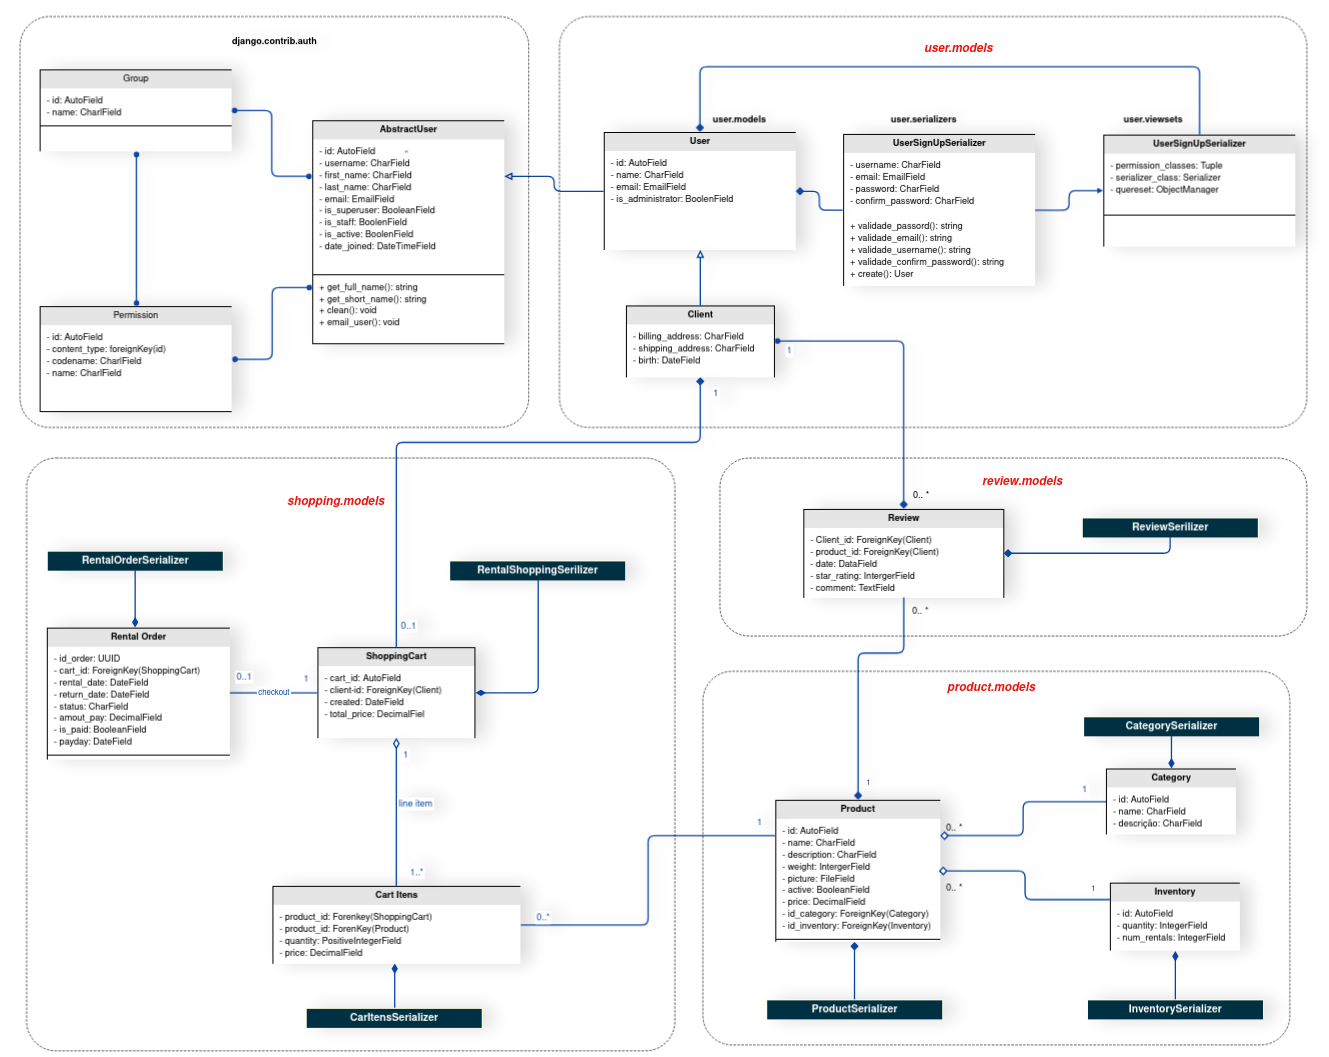 django.contrib.auth
Group
- id: AutoField
- name: CharlField
AbstractUser
- id: AutoField
- username: CharField
- first_name: CharField
- last_name: CharField
- email: EmailField
- is_superuser: BooleanField
- is_staff: BoolenField
- is_active: BoolenField
- date_joined: DateTimeField
+ get_full_name(): string
+ get_short_name(): string
+ clean(): void
+ email_user(): void
Permission
- id: AutoField
- content_type: foreignKey(id)
- codename: CharlField
- name: CharlField
user.models
user.models
User
- id: AutoField
- name: CharField
- email: EmailField
- is_administrator: BoolenField
user.serializers
UserSignUpSerializer
- username: CharField
- email: EmailField
- password: CharField
- confirm_password: CharField
+ validade_passord(): string
+ validade_email(): string
+ validade_username(): string
+ validade_confirm_password(): string
+ create(): User
user.viewsets
UserSignUpSerializer
- permission_classes: Tuple
- serializer_class: Serializer
- quereset: ObjectManager
Client
- billing_address: CharField
- shipping_address: CharField
- birth: DateField
1
1
shopping.models
RentalOrderSerializer
RentalShoppingSerilizer
Rental Order
- id_order: UUID
- cart_id: ForeignKey(ShoppingCart)
- rental_date: DateField
- return_date: DateField
- status: CharField
- amout_pay: DecimalField
- is_paid: BooleanField
- payday: DateField
0..1
1
checkout
0..1
ShoppingCart
- cart_id: AutoField
- client-id: ForeignKey(Client)
- created: DateField
- total_price: DecimalFiel
1
line item
1..*
Cart Itens
- product_id: Forenkey(ShoppingCart)
- product_id: ForenKey(Product)
- quantity: PositiveIntegerField
- price: DecimalField
0..*
CarItensSerializer
review.models
0.. *
Review
- Client_id: ForeignKey(Client)
- product_id: ForeignKey(Client)
- date: DataField
- star_rating: IntergerField
- comment: TextField
0.. *
ReviewSerilizer
product.models
1
1
Product
- id: AutoField
- name: CharField
- description: CharField
- weight: IntergerField
- picture: FileField
- active: BooleanField
- price: DecimalField
- id_category: ForeignKey(Category)
- id_inventory: ForeignKey(Inventory)
0.. *
0.. *
ProductSerializer
CategorySerializer
1
Category
- id: AutoField
- name: CharField
- descrição: CharField
1
Inventory
- id: AutoField
- quantity: IntegerField
- num_rentals: IntegerField
InventorySerializer